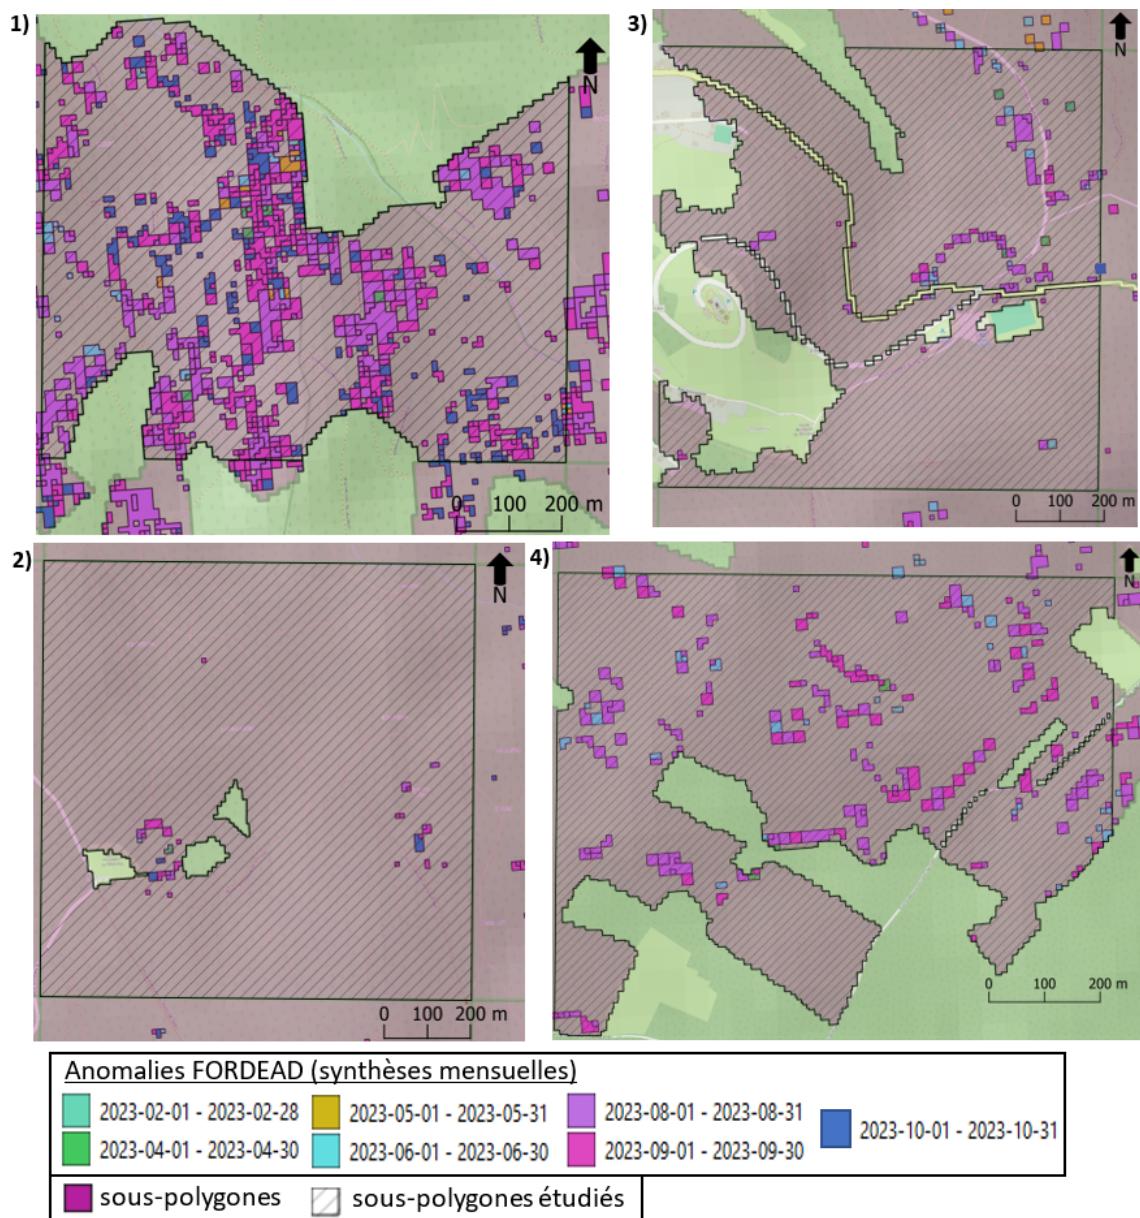 1)
N
0 100 200 m
3)
N
0 100 200 m
2)
N
0 100 200 m
4)
N
0 100 200 m
Anomalies FORDEAD (synthèses mensuelles)
2023-02-01 - 2023-02-28
2023-05-01 - 2023-05-31
2023-08-01 - 2023-08-31
2023-10-01 - 2023-10-31
2023-04-01 - 2023-04-30
2023-06-01 - 2023-06-30
2023-09-01 - 2023-09-30
sous-polygones
sous-polygones étudiés